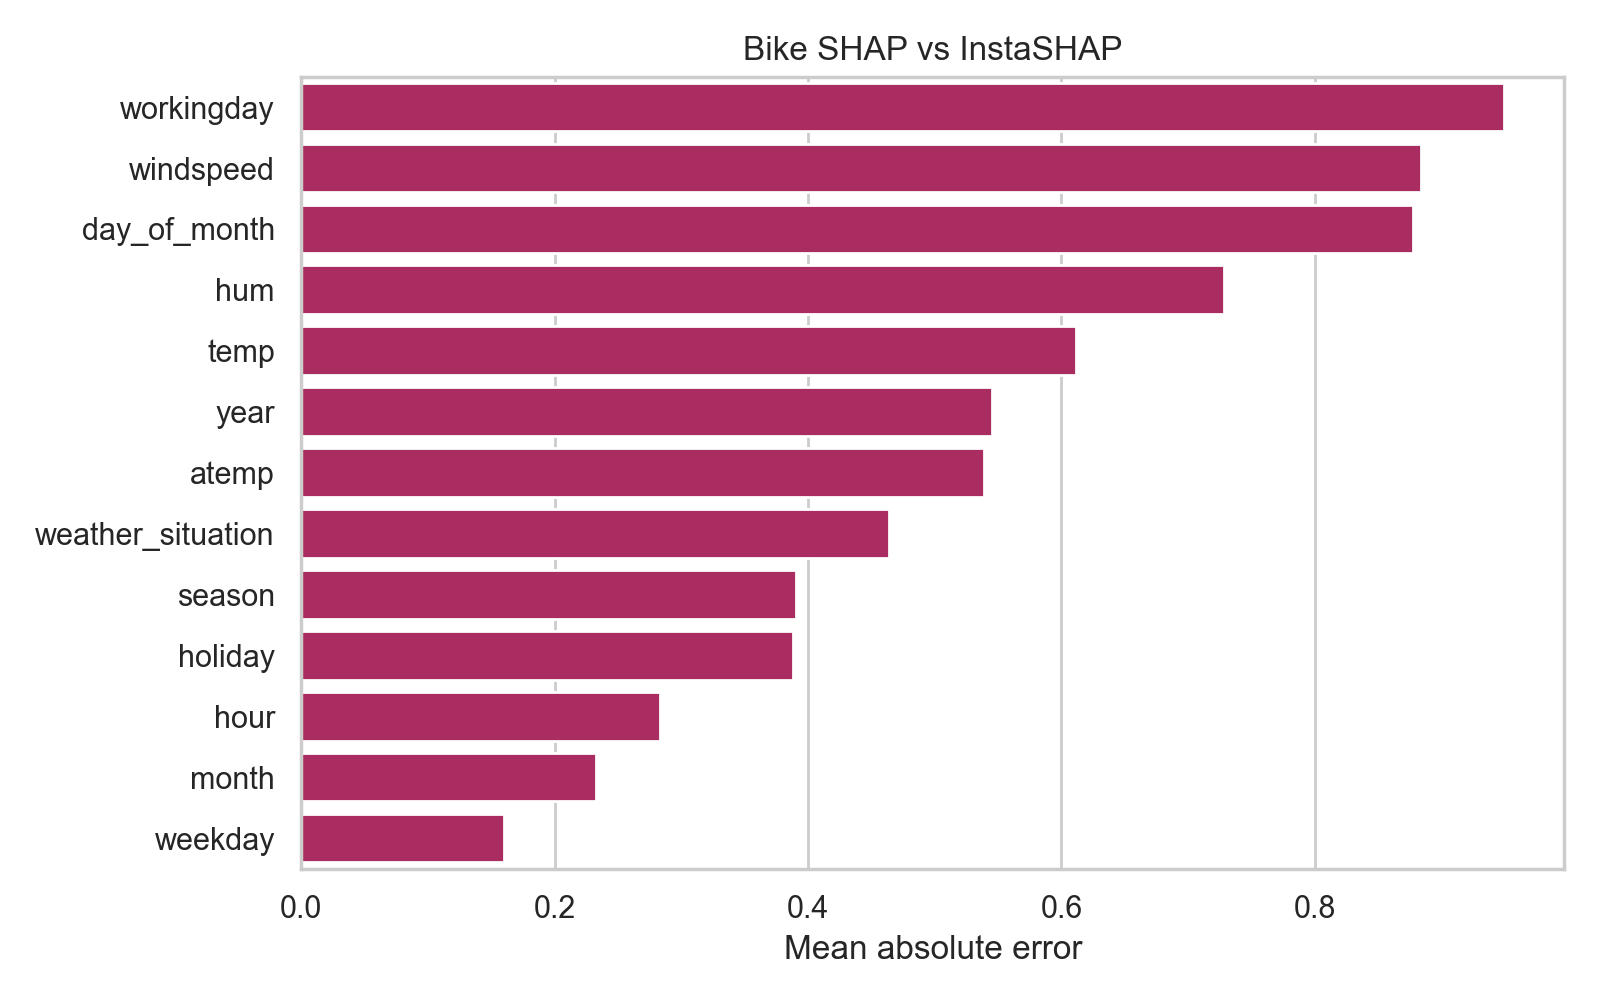 Bike SHAP vs InstaSHAP
workingday
windspeed
day_of_month
hum
temp
year
atemp
weather_situation
season
holiday
hour
month
weekday
0.0 0.2 0.4 0.6 0.8
Mean absolute error